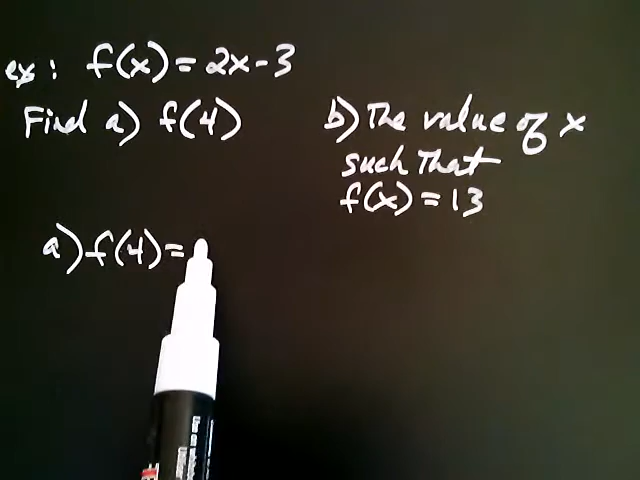 ex: f(x) = 2x - 3
Find a) f(4)
b) The value of x
such that
f(x) = 13
a) f(4) =